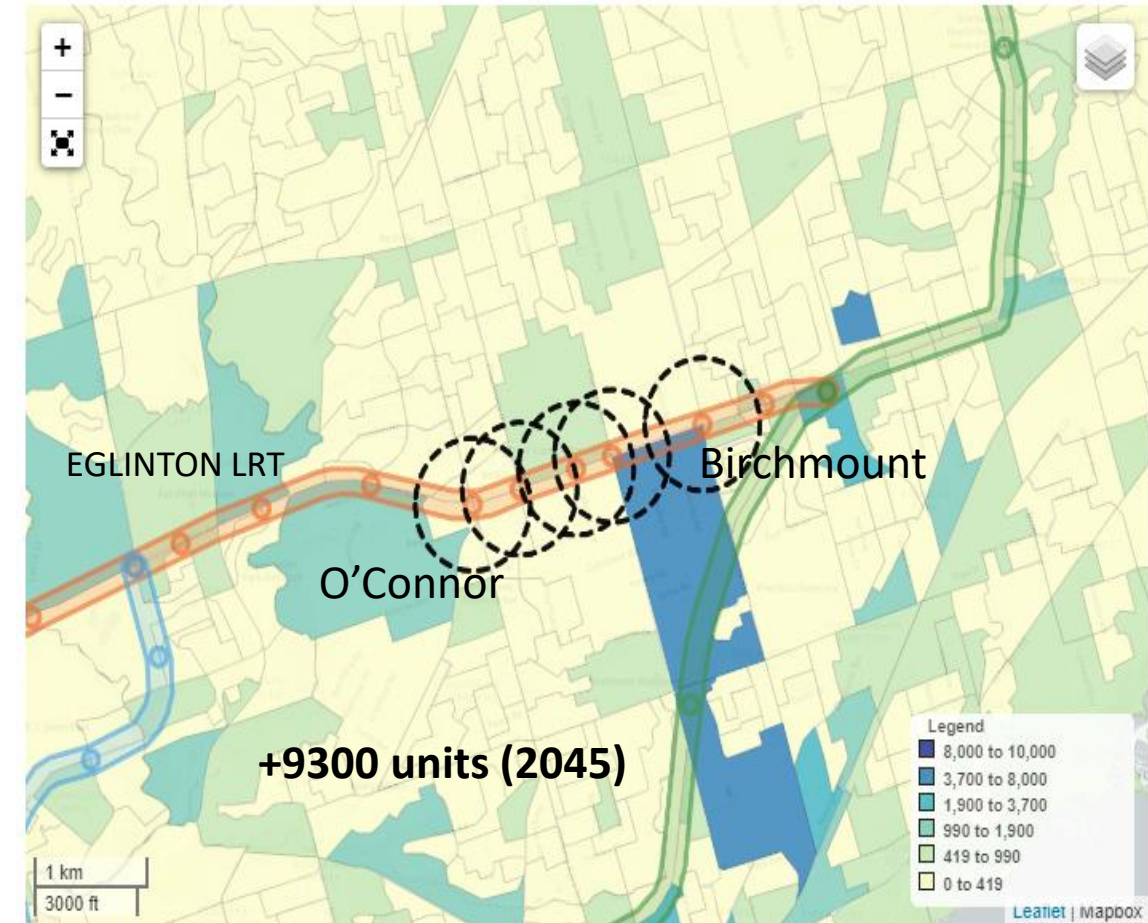 +
−
EGLINTON LRT
Birchmount
O’Connor
+9300 units (2045)
Legend
8,000 to 10,000
3,700 to 8,000
1,900 to 3,700
990 to 1,900
419 to 990
0 to 419
1 km
3000 ft
Leaflet | Mapbox